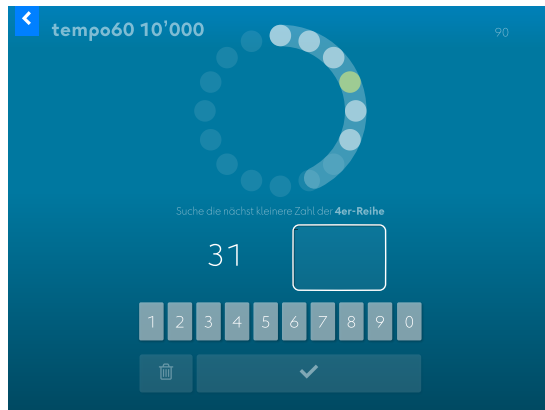 tempo60 10’000
90
Suche die nächst kleinere Zahl der 4er-Reihe
31
1 2 3 4 5 6 7 8 9 0